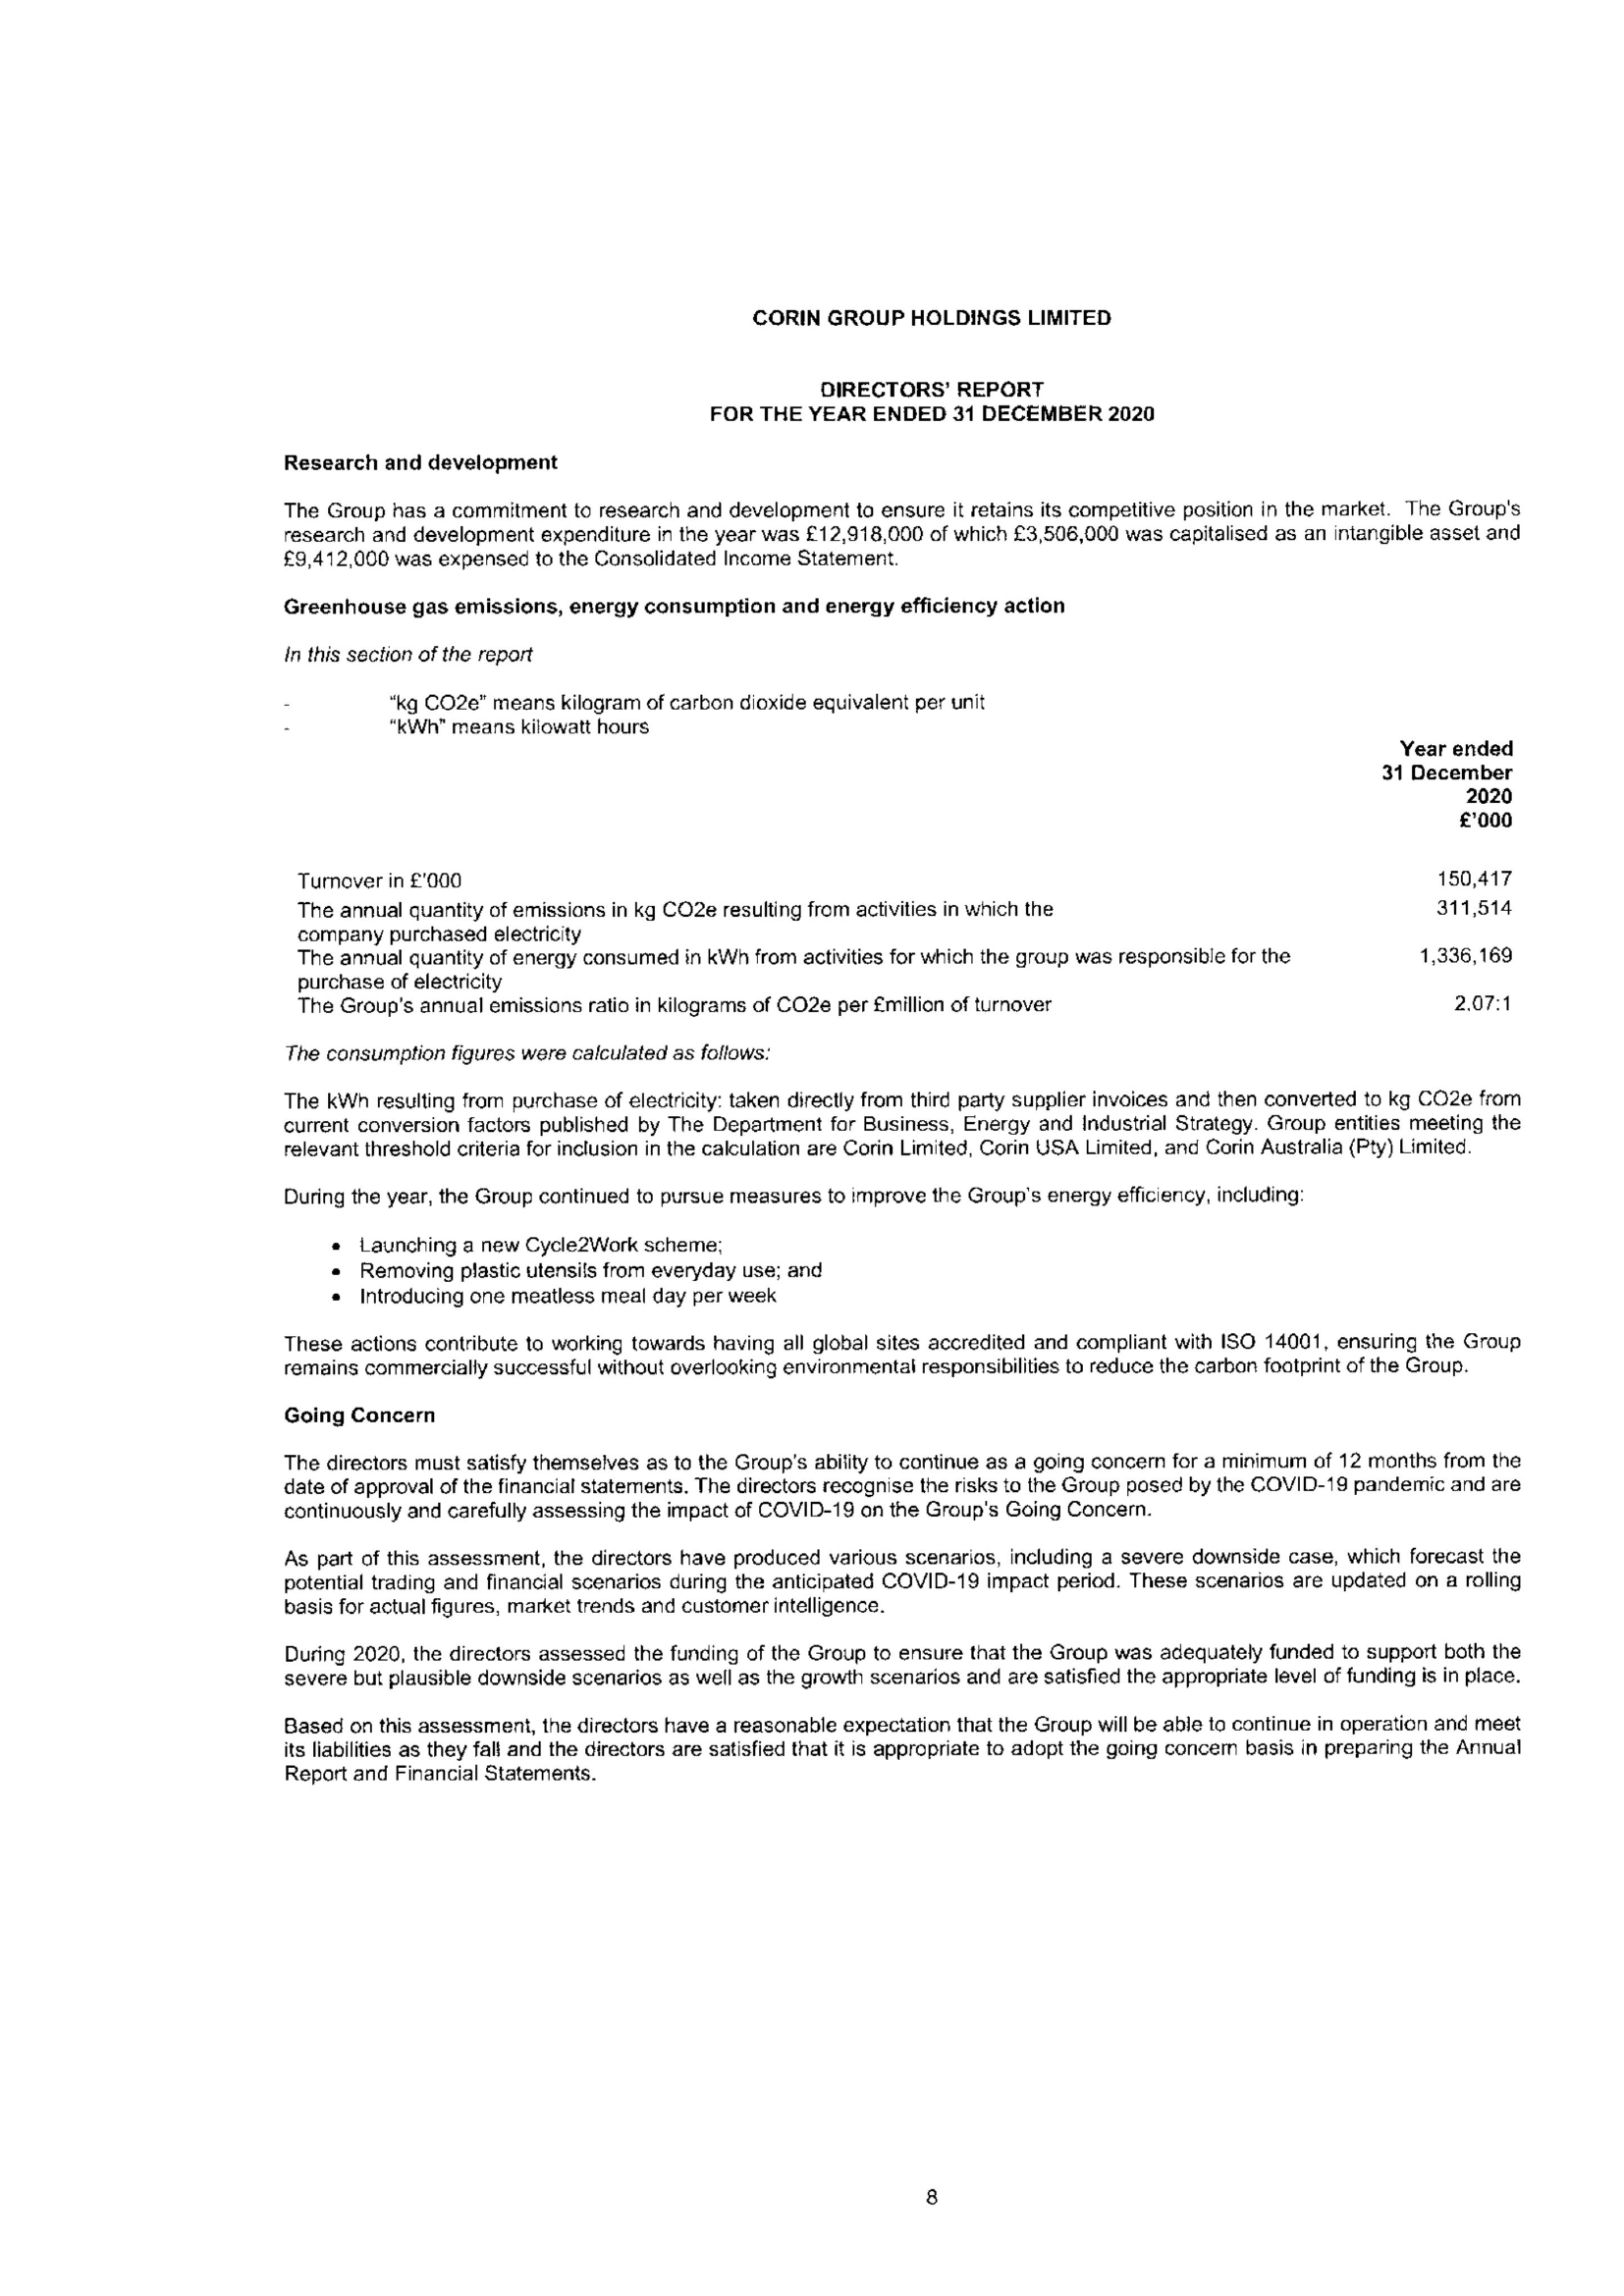 CORIN GROUP HOLDINGS LIMITED
DIRECTORS' REPORT
FOR THE YEAR ENDED 31 DECEMBER 2020
Research and development
The Group has a commitment to research and development to ensure it retains its competitive position in the market. The Group's
research and development expenditure in the year was £12,918,000 of which £3,506,000 was capitalised as an intangible asset and
£9,412,000 was expensed to the Consolidated Income Statement.
Greenhouse gas emissions, energy consumption and energy efficiency action
In this section of the report
- "kg CO2e" means kilogram of carbon dioxide equivalent per unit
- "kWh" means kilowatt hours
Year ended
31 December
2020
£'000
Turnover in £'000 150,417
The annual quantity of emissions in kg CO2e resulting from activities in which the 311,514
company purchased electricity
The annual quantity of energy consumed in kWh from activities for which the group was responsible for the 1,336,169
purchase of electricity
The Group's annual emissions ratio in kilograms of CO2e per £million of turnover 2.07:1
The consumption figures were calculated as follows:
The kWh resulting from purchase of electricity: taken directly from third party supplier invoices and then converted to kg CO2e from
current conversion factors published by The Department for Business, Energy and Industrial Strategy. Group entities meeting the
relevant threshold criteria for inclusion in the calculation are Corin Limited, Corin USA Limited, and Corin Australia (Pty) Limited.
During the year, the Group continued to pursue measures to improve the Group's energy efficiency, including:
• Launching a new Cycle2Work scheme;
• Removing plastic utensils from everyday use; and
• Introducing one meatless meal day per week
These actions contribute to working towards having all global sites accredited and compliant with ISO 14001, ensuring the Group
remains commercially successful without overlooking environmental responsibilities to reduce the carbon footprint of the Group.
Going Concern
The directors must satisfy themselves as to the Group's ability to continue as a going concern for a minimum of 12 months from the
date of approval of the financial statements. The directors recognise the risks to the Group posed by the COVID-19 pandemic and are
continuously and carefully assessing the impact of COVID-19 on the Group's Going Concern.
As part of this assessment, the directors have produced various scenarios, including a severe downside case, which forecast the
potential trading and financial scenarios during the anticipated COVID-19 impact period. These scenarios are updated on a rolling
basis for actual figures, market trends and customer intelligence.
During 2020, the directors assessed the funding of the Group to ensure that the Group was adequately funded to support both the
severe but plausible downside scenarios as well as the growth scenarios and are satisfied the appropriate level of funding is in place.
Based on this assessment, the directors have a reasonable expectation that the Group will be able to continue in operation and meet
its liabilities as they fall and the directors are satisfied that it is appropriate to adopt the going concern basis in preparing the Annual
Report and Financial Statements.
8